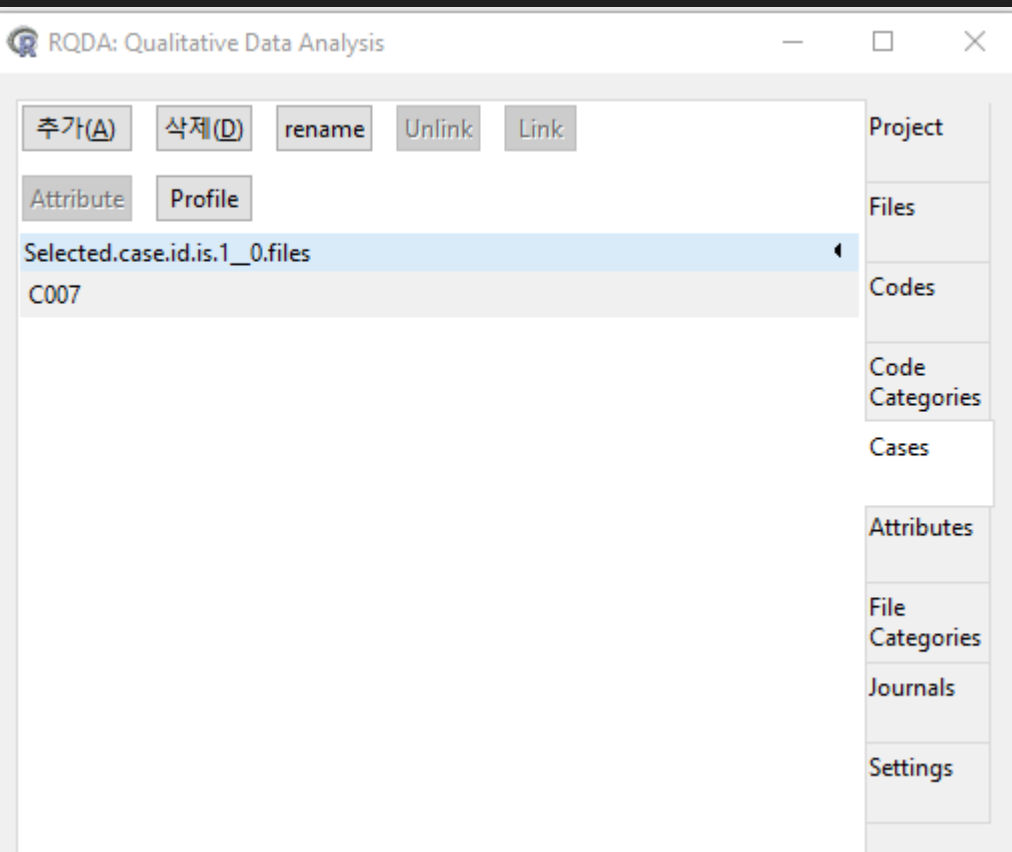 RQDA: Qualitative Data Analysis
추가(A) 삭제(D) rename Unlink Link
Attribute Profile
Selected.case.id.is.1__0.files
C007
Project
Files
Codes
Code
Categories
Cases
Attributes
File
Categories
Journals
Settings